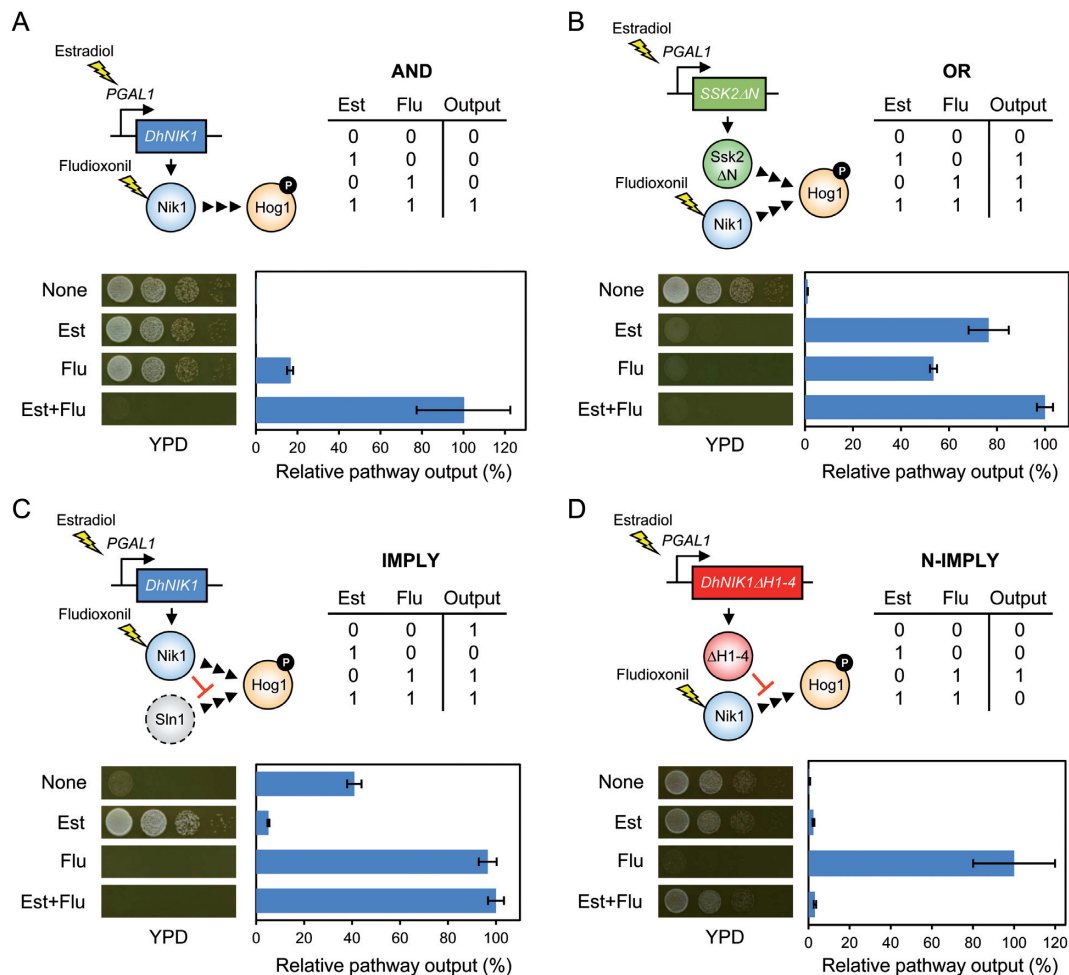 A
Estradiol
PGAL1
DhNIK1
Fludioxonil
Nik1
Hog1
P
AND
Est Flu Output
0 0 0
1 0 0
0 1 0
1 1 1
None
Est
Flu
Est+Flu
YPD
0 20 40 60 80 100 120
Relative pathway output (%)
B
Estradiol
PGAL1
SSK2ΔN
Ssk2
ΔN
Fludioxonil
Nik1
Hog1
P
OR
Est Flu Output
0 0 0
1 0 1
0 1 1
1 1 1
None
Est
Flu
Est+Flu
YPD
0 20 40 60 80 100
Relative pathway output (%)
C
Estradiol
PGAL1
DhNIK1
Fludioxonil
Nik1
Sln1
Hog1
P
IMPLY
Est Flu Output
0 0 1
1 0 0
0 1 1
1 1 1
None
Est
Flu
Est+Flu
YPD
0 20 40 60 80 100
Relative pathway output (%)
D
Estradiol
PGAL1
DhNIK1ΔH1-4
ΔH1-4
Fludioxonil
Nik1
Hog1
P
N-IMPLY
Est Flu Output
0 0 0
1 0 0
0 1 1
1 1 0
None
Est
Flu
Est+Flu
YPD
0 20 40 60 80 100 120
Relative pathway output (%)